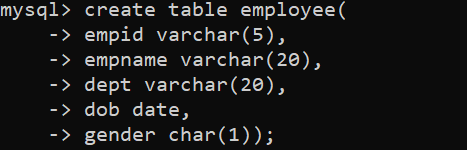 mysql> create table employee(
    -> empid varchar(5),
    -> empname varchar(20),
    -> dept varchar(20),
    -> dob date,
    -> gender char(1));